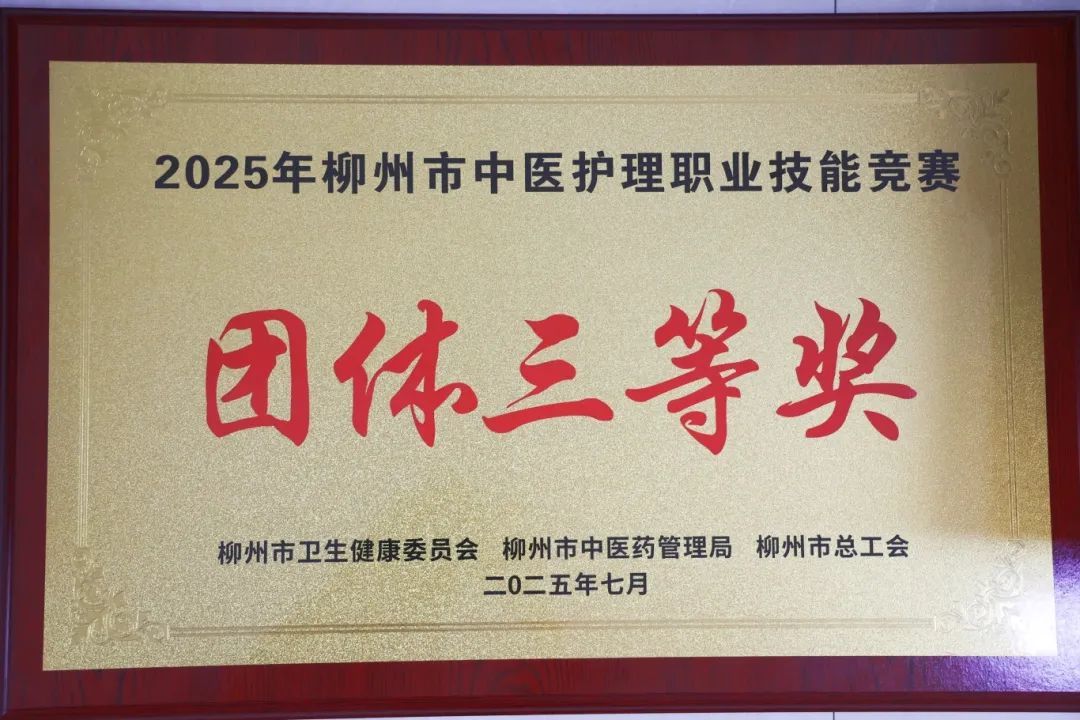 2025年柳州市中医护理职业技能竞赛
团体三等奖
柳州市卫生健康委员会 柳州市中医药管理局 柳州市总工会
二0二五年七月